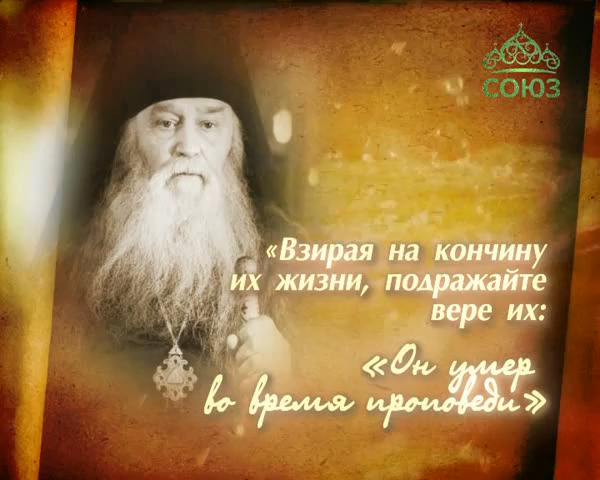 СОЮЗ
«Взирая на кончину
их жизни, подражайте
вере их:
«Он умер
во время проповеди»